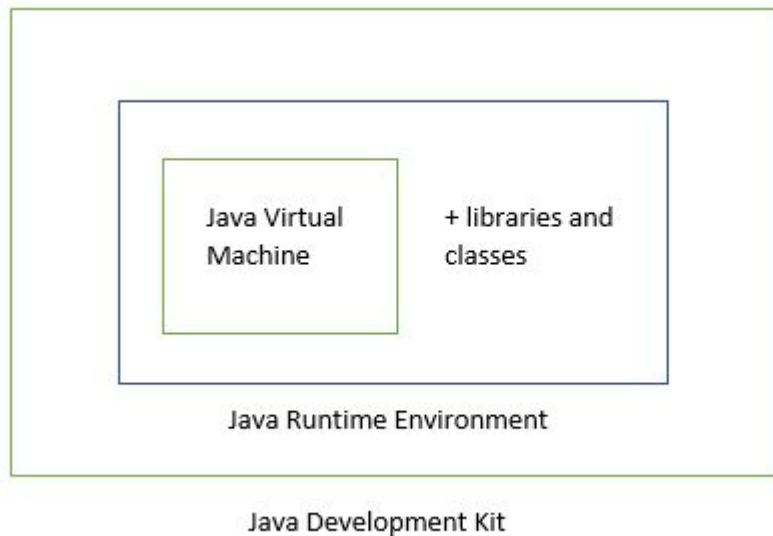 Java Virtual
Machine
+ libraries and
classes
Java Runtime Environment
Java Development Kit